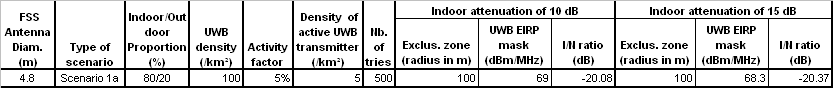 FSS Antenna Diam. (m)
Type of scenario
Indoor/Out door Proportion (%)
UWB density (/km²)
Activity factor
Density of active UWB transmitter (/km²)
Nb. of tries
Indoor attenuation of 10 dB
Exclus. zone (radius in m)
UWB EIRP mask (dBm/MHz)
I/N ratio (dB)
Indoor attenuation of 15 dB
Exclus. zone (radius in m)
UWB EIRP mask (dBm/MHz)
I/N ratio (dB)
4.8 Scenario 1a 80/20 100 5% 5 500 100 69 -20.08 100 68.3 -20.37